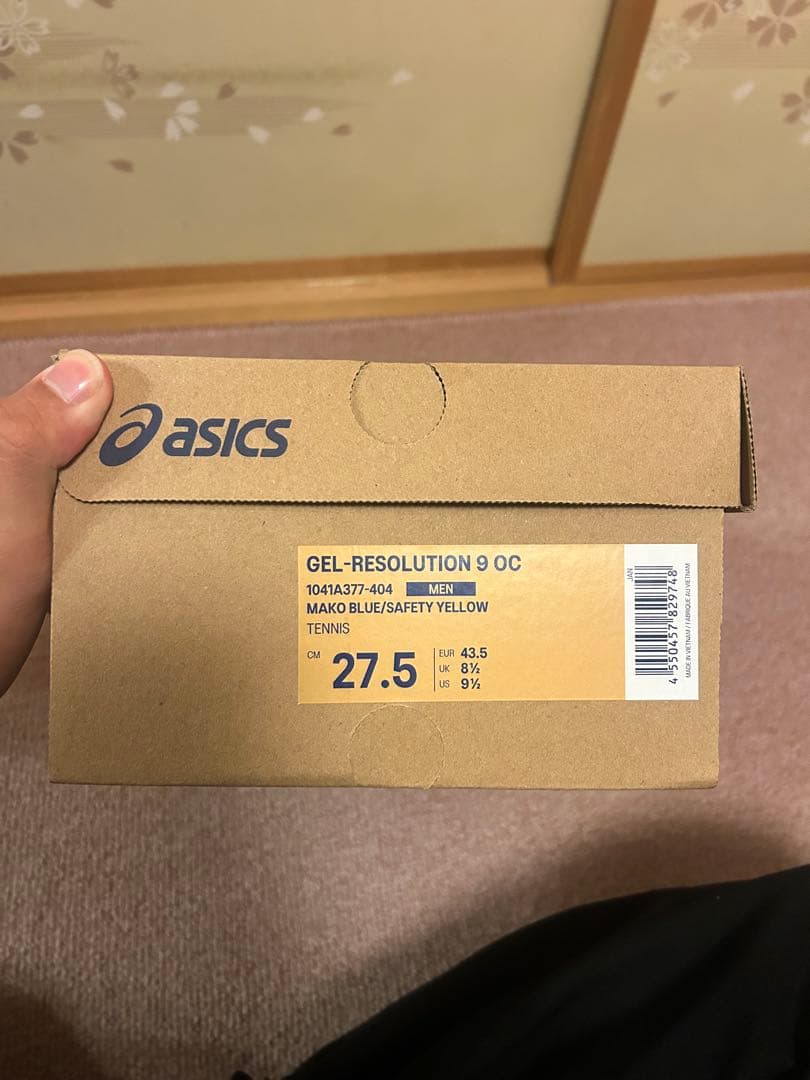 asics
GEL-RESOLUTION 9 OC
1041A377-404 MEN
MAKO BLUE/SAFETY YELLOW
TENNIS
CM 27.5
EUR 43.5
UK 8½
US 9½
JAN
4 550457 829748
MADE IN VIETNAM / FABRIQUÉ AU VIETNAM